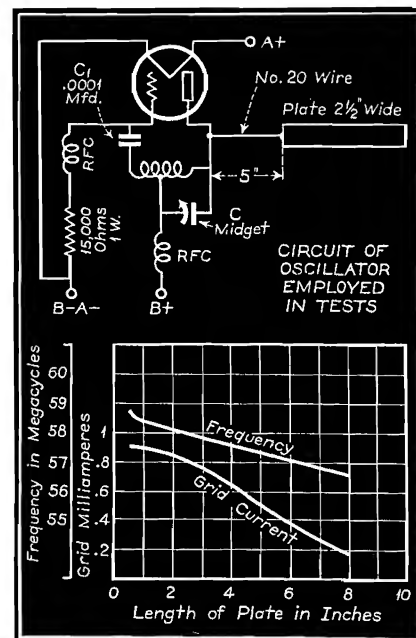 A+
C1
.0001
Mfd.
No. 20 Wire
Plate 2½" Wide
RFC
5"
15,000
Ohms
1 W.
C
Midget
RFC
B-A-
B+
CIRCUIT OF
OSCILLATOR
EMPLOYED
IN TESTS
Frequency in Megacycles
60
59
58
57
56
55
Grid Milliamperes
1
.8
.6
.4
.2
Frequency
Grid Current
0
2
4
6
8
10
Length of Plate in Inches